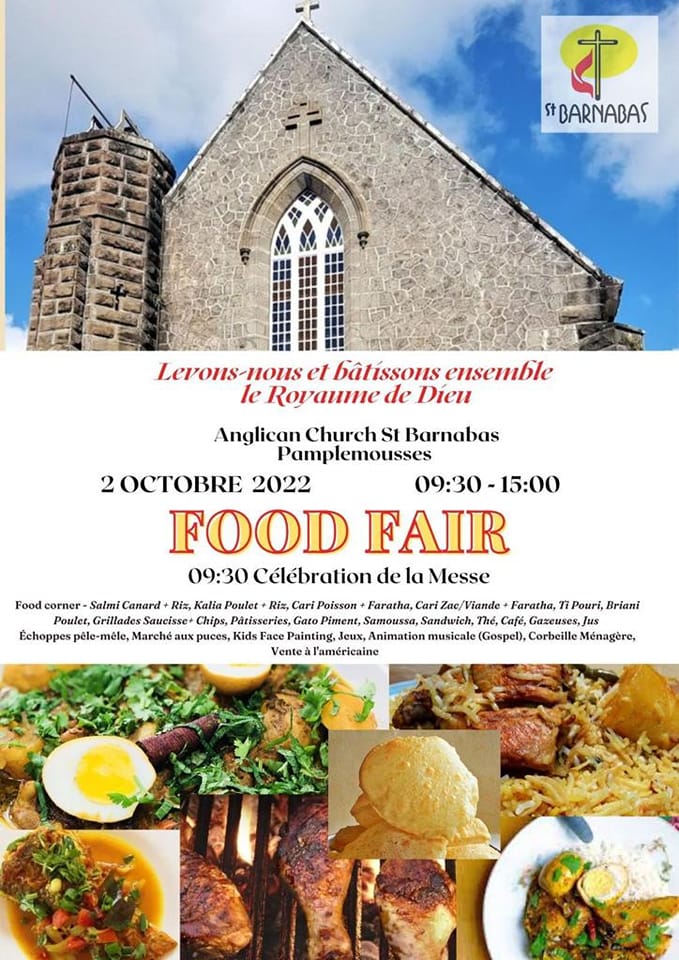 St BARNABAS
Levons-nous et bâtissons ensemble
le Royaume de Dieu
Anglican Church St Barnabas
Pamplemousses
2 OCTOBRE 2022 09:30 - 15:00
FOOD FAIR
09:30 Célébration de la Messe
Food corner - Salmi Canard + Riz, Kalia Poulet + Riz, Cari Poisson + Faratha, Cari Zac/Viande + Faratha, Ti Pouri, Briani
Poulet, Grillades Saucisse+ Chips, Pâtisseries, Gato Piment, Samoussa, Sandwich, Thé, Café, Gazeuses, Jus
Échoppes pêle-mêle, Marché aux puces, Kids Face Painting, Jeux, Animation musicale (Gospel), Corbeille Ménagère,
Vente à l'américaine